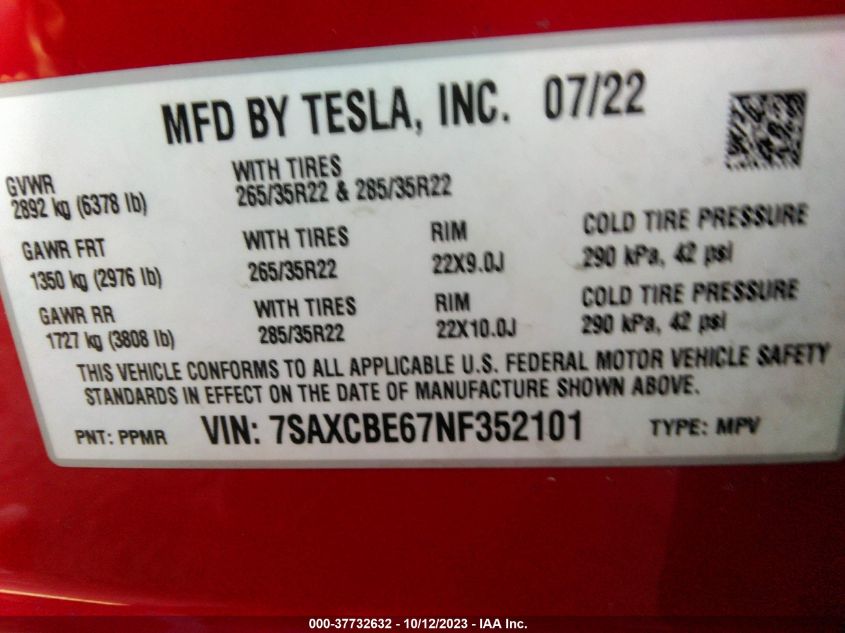 MFD BY TESLA, INC. 07/22
GVWR
2892 kg (6378 lb)
WITH TIRES
265/35R22 & 285/35R22
GAWR FRT
1350 kg (2976 lb)
WITH TIRES
265/35R22
RIM
22X9.0J
COLD TIRE PRESSURE
290 kPa, 42 psi
GAWR RR
1727 kg (3808 lb)
WITH TIRES
285/35R22
RIM
22X10.0J
COLD TIRE PRESSURE
290 kPa, 42 psi
THIS VEHICLE CONFORMS TO ALL APPLICABLE U.S. FEDERAL MOTOR VEHICLE SAFETY
STANDARDS IN EFFECT ON THE DATE OF MANUFACTURE SHOWN ABOVE.
PNT: PPMR VIN: 7SAXCBE67NF352101 TYPE: MPV
000-37732632 - 10/12/2023 - IAA Inc.